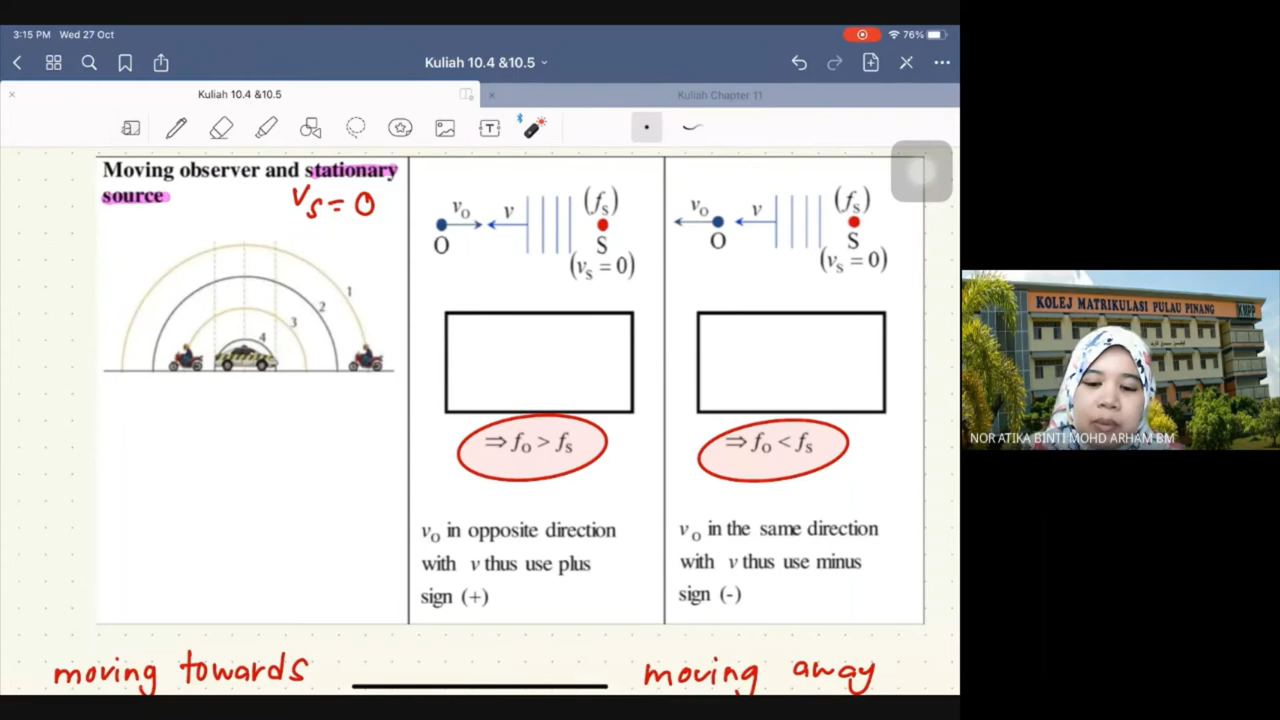 3:15 PM Wed 27 Oct
76%
Kuliah 10.4 &10.5
Kuliah 10.4 &10.5
Kuliah Chapter 11
T
Moving observer and stationary
source
vs = 0
1
2
3
4
vO v (fs)
O S
(vs = 0)
⇒ fO > fs
vO in opposite direction
with v thus use plus
sign (+)
vO v (fs)
O S
(vs = 0)
⇒ fO < fs
vO in the same direction
with v thus use minus
sign (-)
moving towards
moving away
KOLEJ MATRIKULASI PULAU PINANG
KMPP
NOR ATIKA BINTI MOHD ARHAM BM